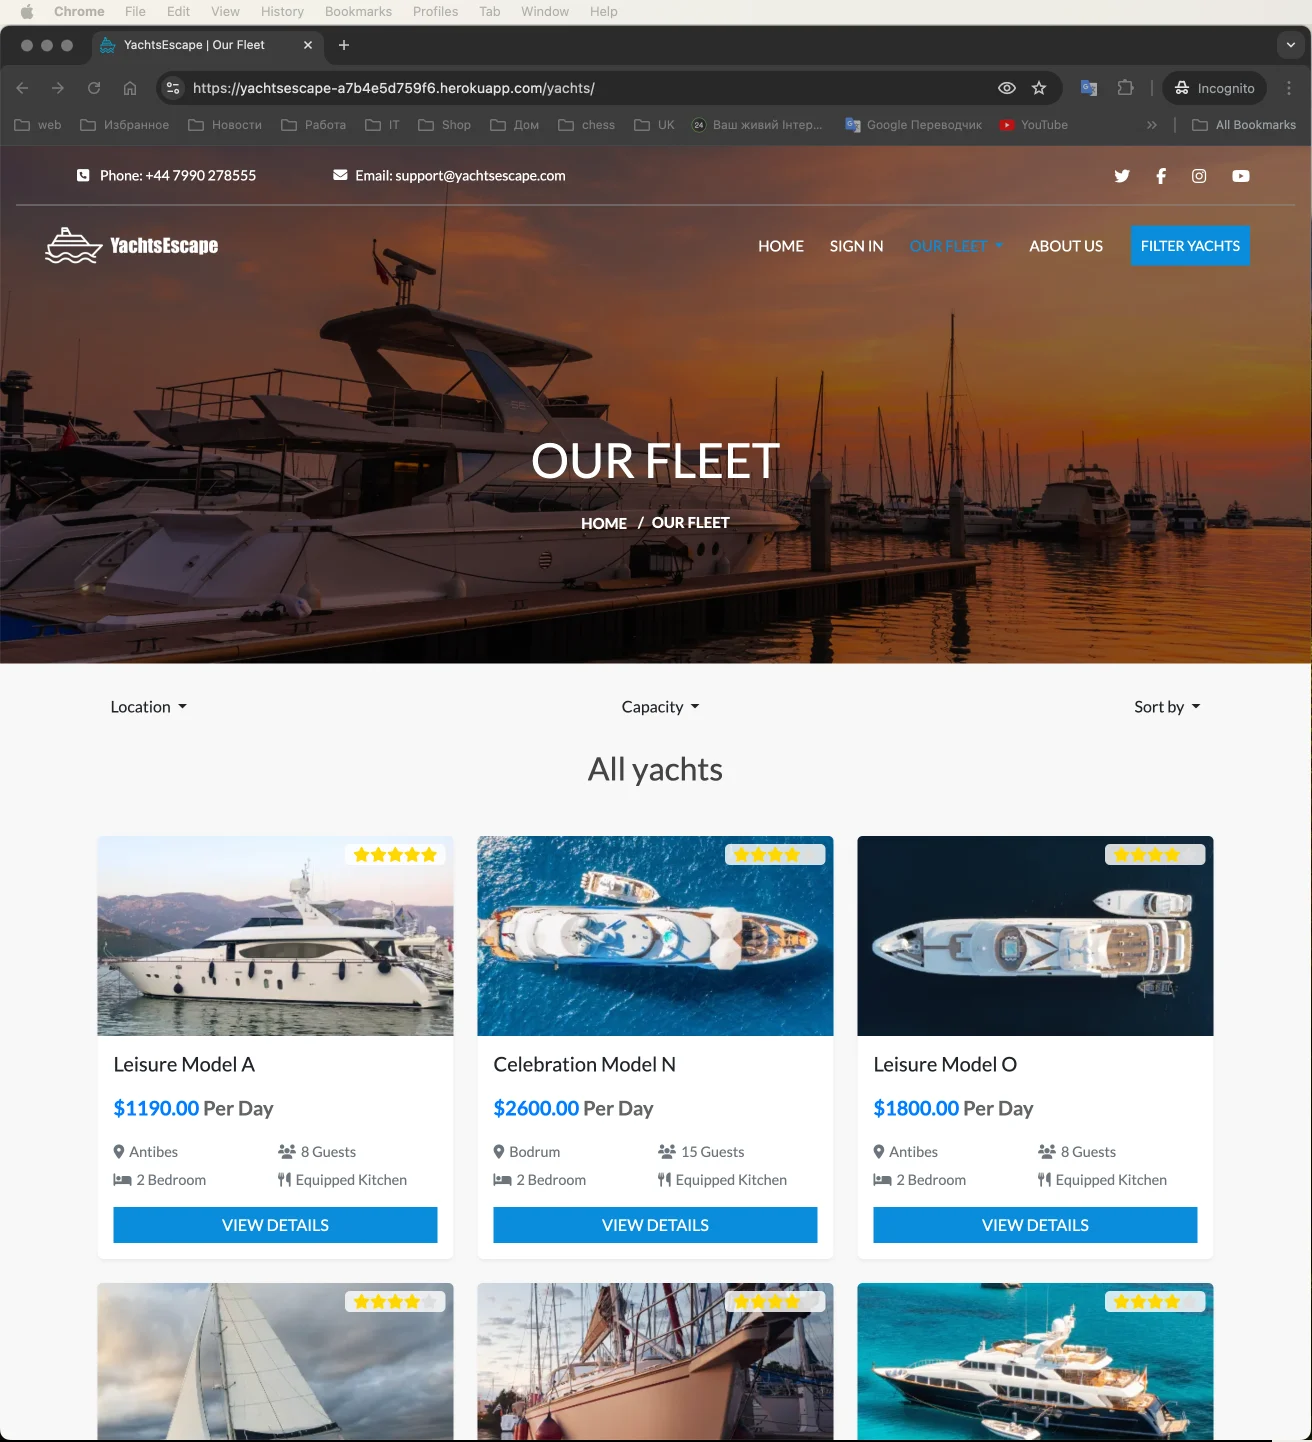 Chrome File Edit View History Bookmarks Profiles Tab Window Help
YachtsEscape | Our Fleet
https://yachtsescape-a7b4e5d759f6.herokuapp.com/yachts/
Incognito
web Избранное Новости Работа IT Shop Дом chess UK 24 Ваш живий Інтер... Google Переводчик YouTube » All Bookmarks
Phone: +44 7990 278555 Email: support@yachtsescape.com
YachtsEscape HOME SIGN IN OUR FLEET ABOUT US FILTER YACHTS
OUR FLEET
HOME / OUR FLEET
Location Capacity Sort by
All yachts
Leisure Model A Celebration Model N Leisure Model O
$1190.00 Per Day $2600.00 Per Day $1800.00 Per Day
Antibes 8 Guests Bodrum 15 Guests Antibes 8 Guests
2 Bedroom Equipped Kitchen 2 Bedroom Equipped Kitchen 2 Bedroom Equipped Kitchen
VIEW DETAILS VIEW DETAILS VIEW DETAILS